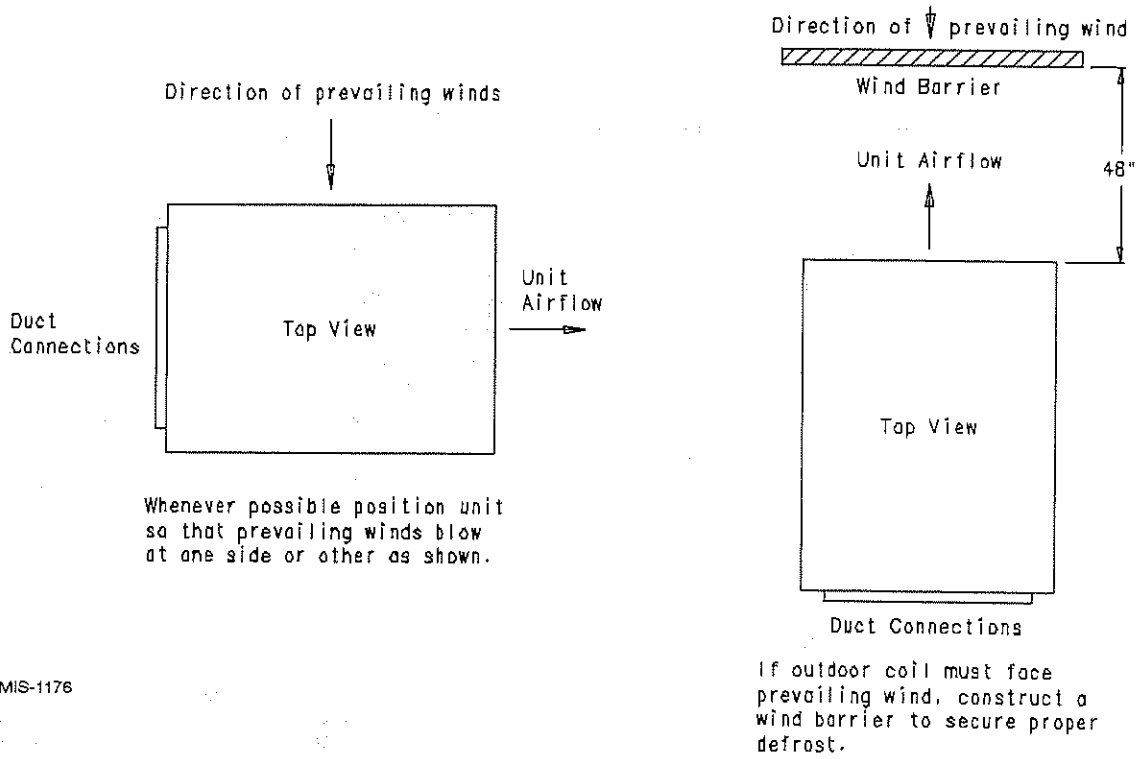 Direction of prevailing winds
Duct
Connections
Top View
Unit
Airflow
Whenever possible position unit
so that prevailing winds blow
at one side or other as shown.
MIS-1176
Direction of prevailing wind
Wind Barrier
Unit Airflow
48"
Top View
Duct Connections
If outdoor coil must face
prevailing wind, construct a
wind barrier to secure proper
defrost.